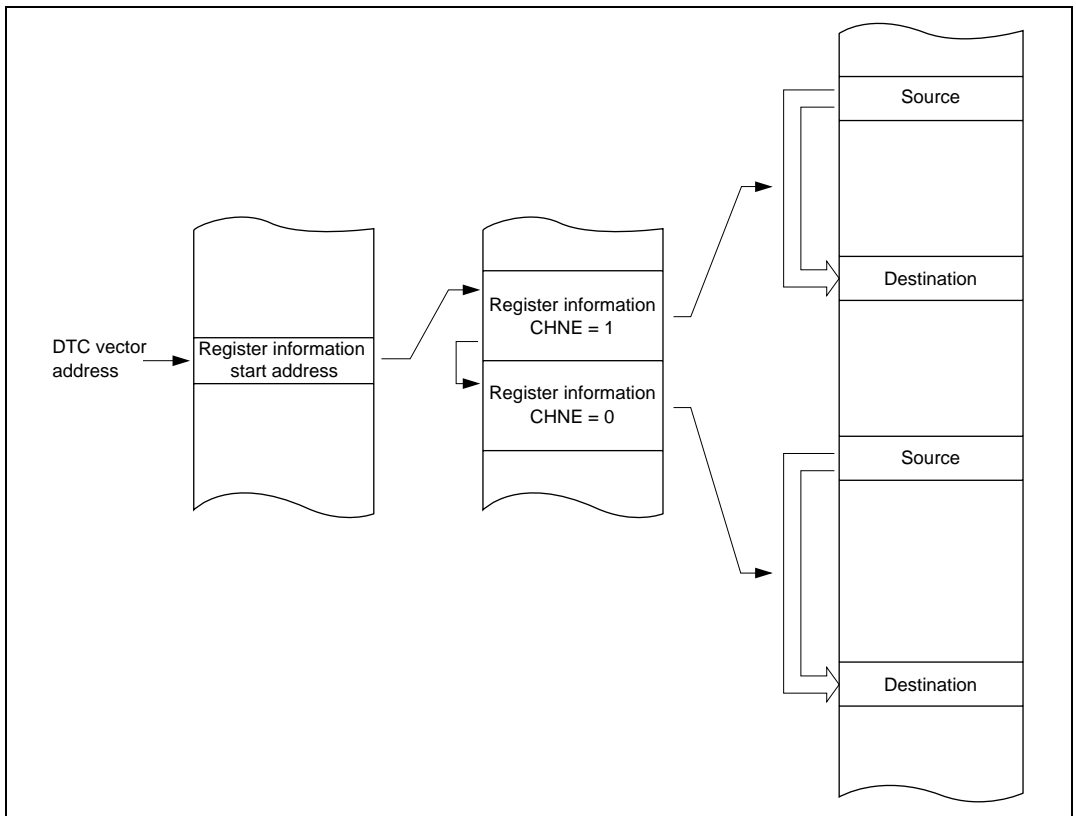 DTC vector
address
Register information
start address
Register information
CHNE = 1
Register information
CHNE = 0
Source
Destination
Source
Destination